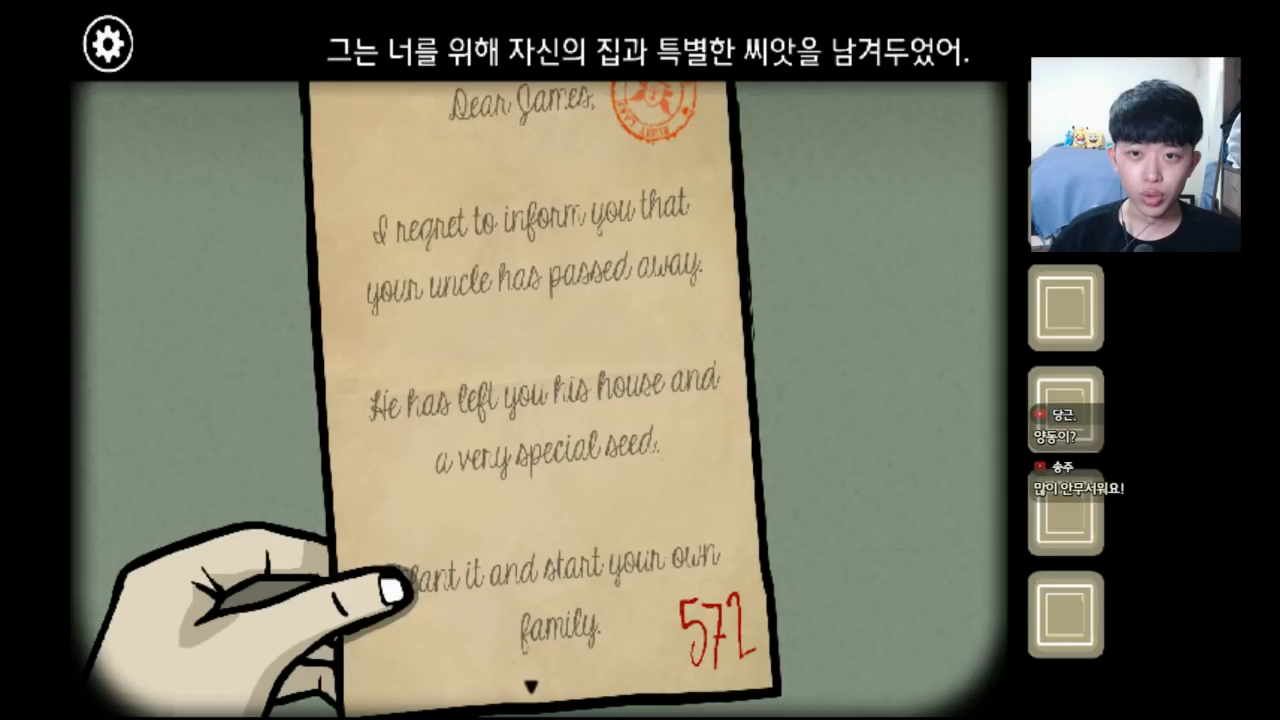 그는 너를 위해 자신의 집과 특별한 씨앗을 남겨두었어.
Dear James,
I regret to inform you that
your uncle has passed away.
He has left you his house and
a very special seed.
it and start your own
family.
572
당근.
양동이?
송주
많이 안무서워요!